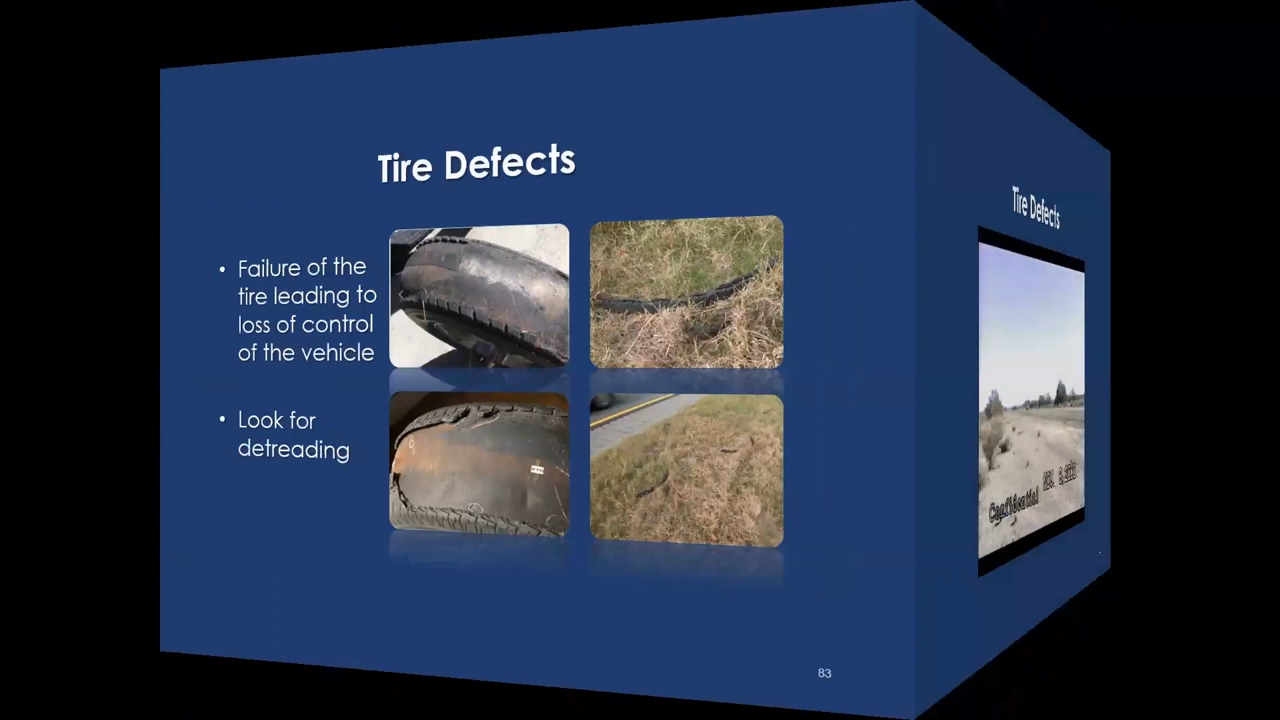 Tire Defects
• Failure of the
tire leading to
loss of control
of the vehicle
• Look for
detreading
83
Tire Defects
Confidential